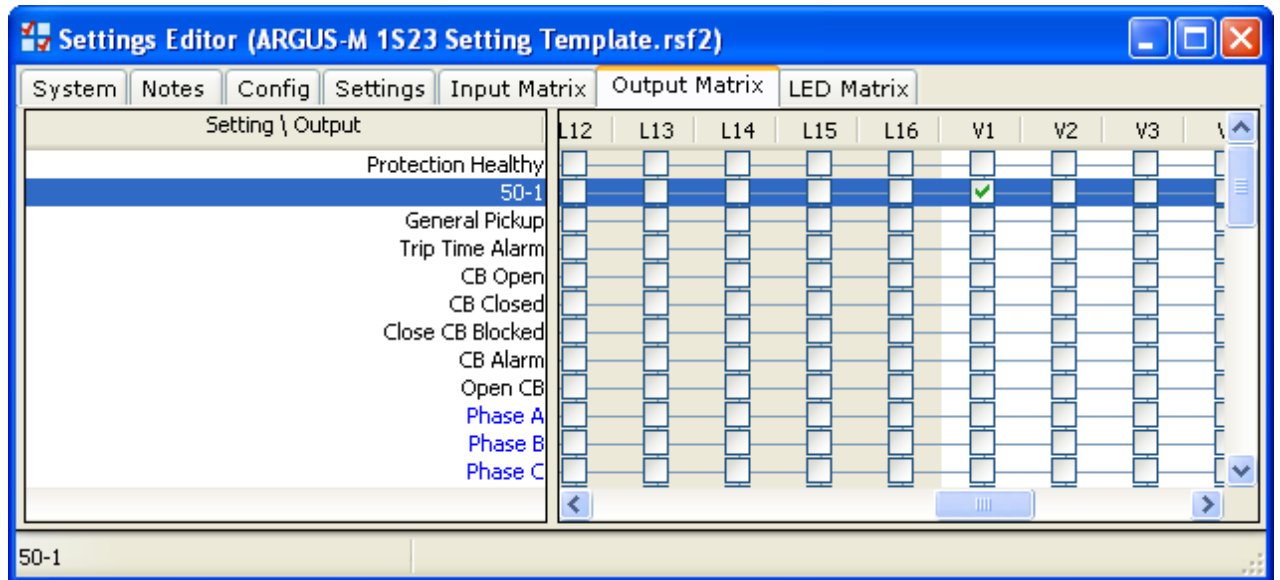 Settings Editor (ARGUS-M 1S23 Setting Template.rsf2)
System Notes Config Settings Input Matrix Output Matrix LED Matrix
Setting \ Output L12 L13 L14 L15 L16 V1 V2 V3
Protection Healthy
50-1
General Pickup
Trip Time Alarm
CB Open
CB Closed
Close CB Blocked
CB Alarm
Open CB
Phase A
Phase B
Phase C
50-1